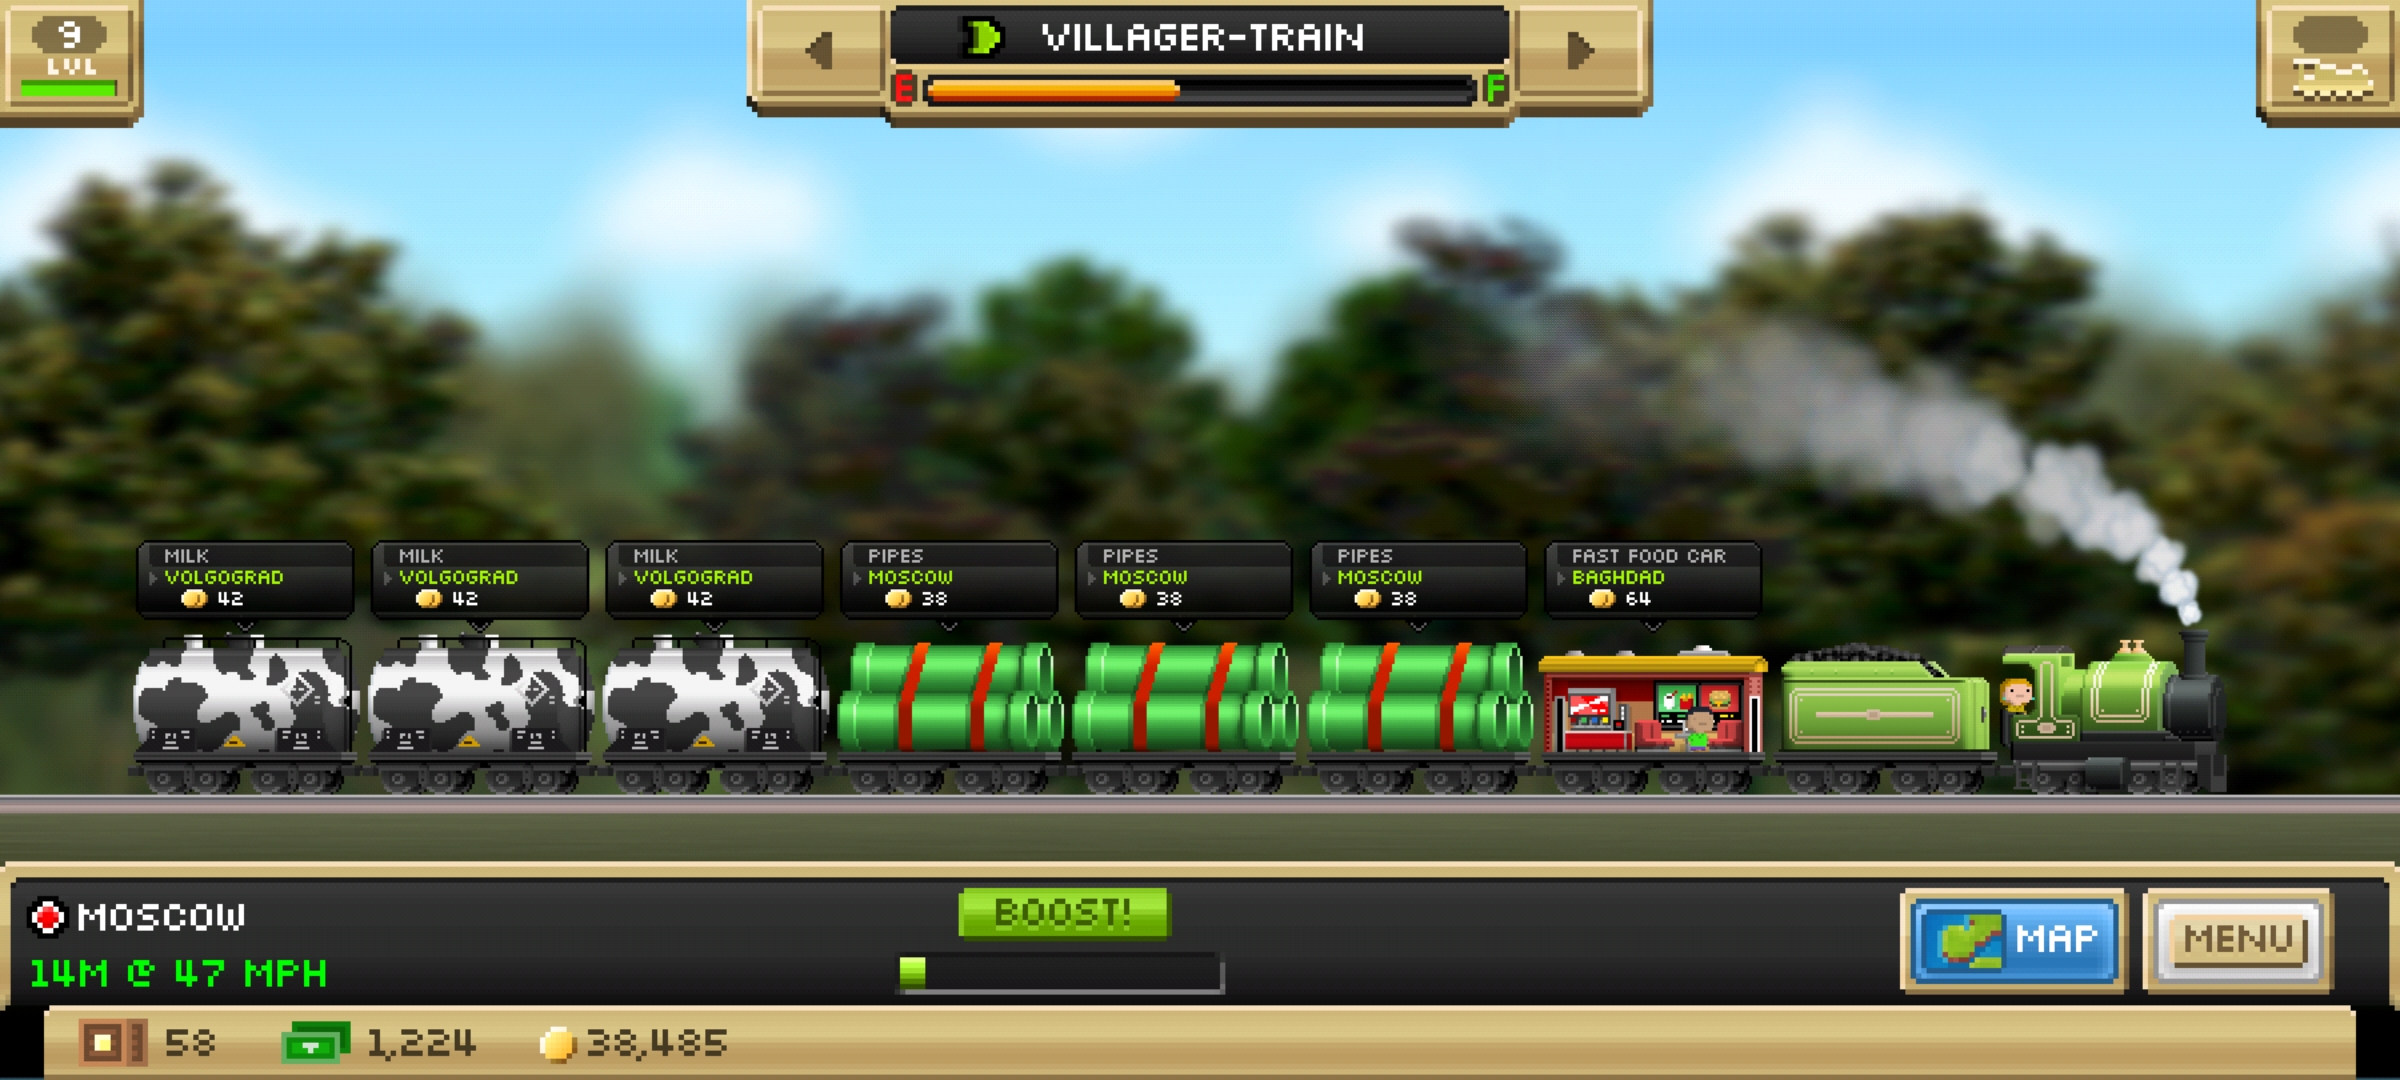 9
LVL
VILLAGER-TRAIN
E
F
MILK
VOLGOGRAD
42
MILK
VOLGOGRAD
42
MILK
VOLGOGRAD
42
PIPES
MOSCOW
38
PIPES
MOSCOW
38
PIPES
MOSCOW
38
FAST FOOD CAR
BAGHDAD
64
MOSCOW
14M @ 47 MPH
BOOST!
MAP
MENU
58
1,224
38,485